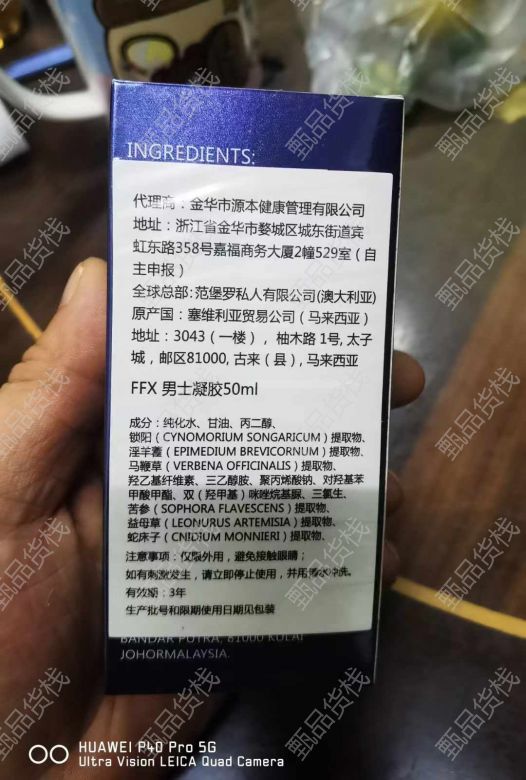 INGREDIENTS:
代理商：金华市源本健康管理有限公司
地址：浙江省金华市婺城区城东街道宾
虹东路358号嘉福商务大厦2幢529室（自
主申报）
全球总部:范堡罗私人有限公司(澳大利亚)
原产国：塞维利亚贸易公司（马来西亚）
地址：3043（一楼），柚木路1号,太子
城，邮区81000,古来（县）,马来西亚
FFX 男士凝胶50ml
成分：纯化水、甘油、丙二醇、
锁阳（CYNOMORIUM SONGARICUM）提取物、
淫羊藿（EPIMEDIUM BREVICORNUM）提取物、
马鞭草（VERBENA OFFICINALIS）提取物、
羟乙基纤维素、三乙醇胺、聚丙烯酸钠、对羟基苯
甲酸甲酯、双（羟甲基）咪唑烷基脲、三氯生、
苦参（SOPHORA FLAVESCENS）提取物、
益母草（LEONURUS ARTEMISIA）提取物、
蛇床子（CNIDIUM MONNIERI）提取物、
注意事项：仅限外用，避免接触眼睛；
如有刺激发生，请立即停止使用，并用清水冲洗。
有效期：3年
生产批号和限期使用日期见包装
BANDAR PUTRA, 81000 KULAI
JOHORMALAYSIA.
HUAWEI P40 Pro 5G
Ultra Vision LEICA Quad Camera
甄品货栈